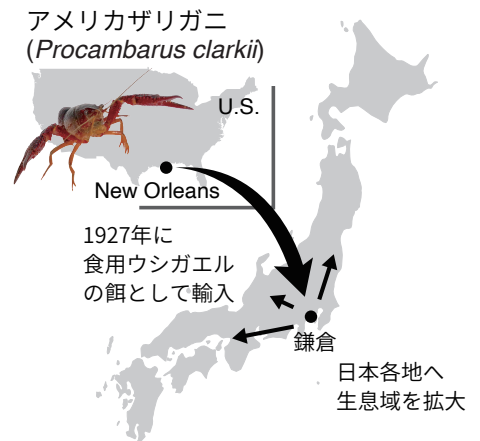 アメリカザリガニ
(Procambarus clarkii)
U.S.
New Orleans
1927年に
食用ウシガエル
の餌として輸入
鎌倉
日本各地へ
生息域を拡大